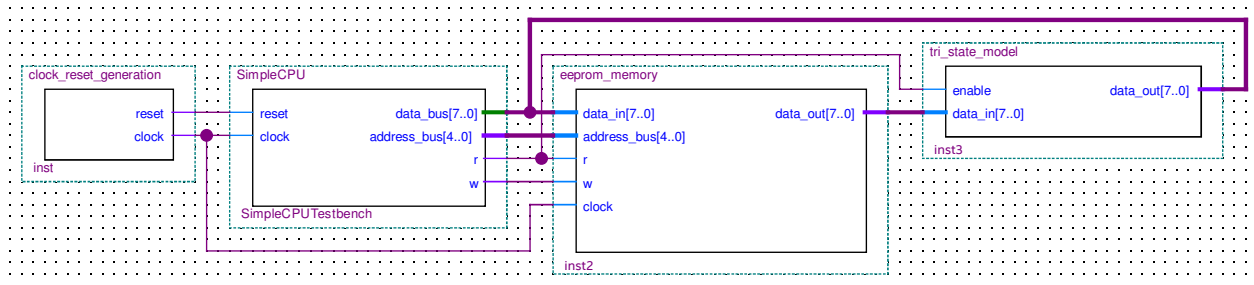 clock_reset_generation
reset
clock
inst
SimpleCPU
reset
clock
data_bus[7..0]
address_bus[4..0]
r
w
SimpleCPUTestbench
eeprom_memory
data_in[7..0]
address_bus[4..0]
r
w
clock
data_out[7..0]
inst2
tri_state_model
enable
data_in[7..0]
data_out[7..0]
inst3